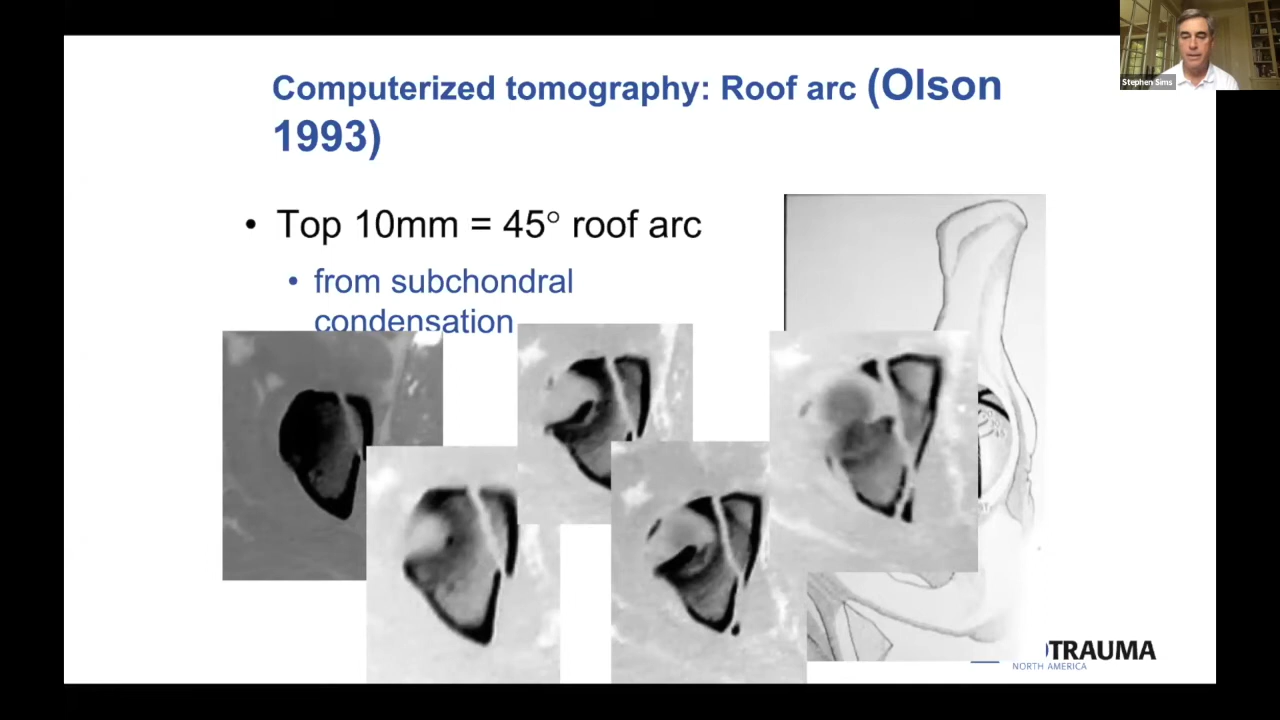 Stephen Sims
Computerized tomography: Roof arc (Olson
1993)
• Top 10mm = 45° roof arc
• from subchondral
condensation
TRAUMA
NORTH AMERICA